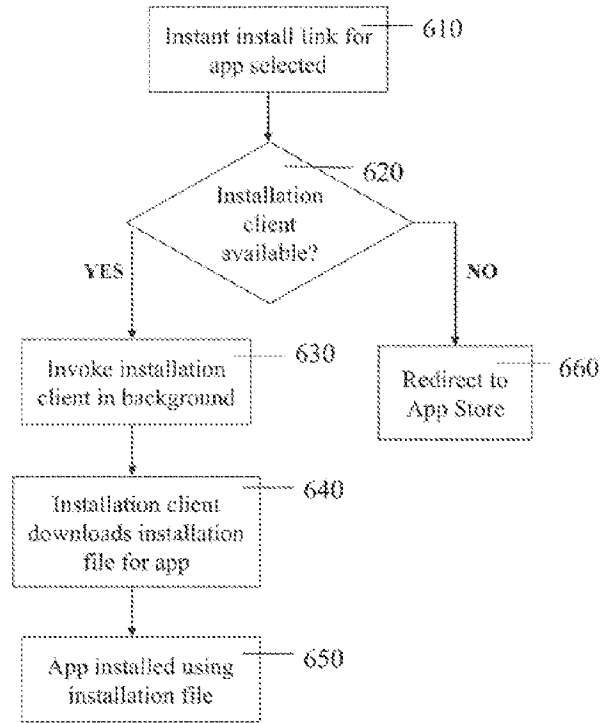 Instant install link for
app selected
610
620
Installation
client
available?
YES
NO
630
Invoke installation
client in background
660
Redirect to
App Store
640
Installation client
downloads installation
file for app
650
App installed using
installation file